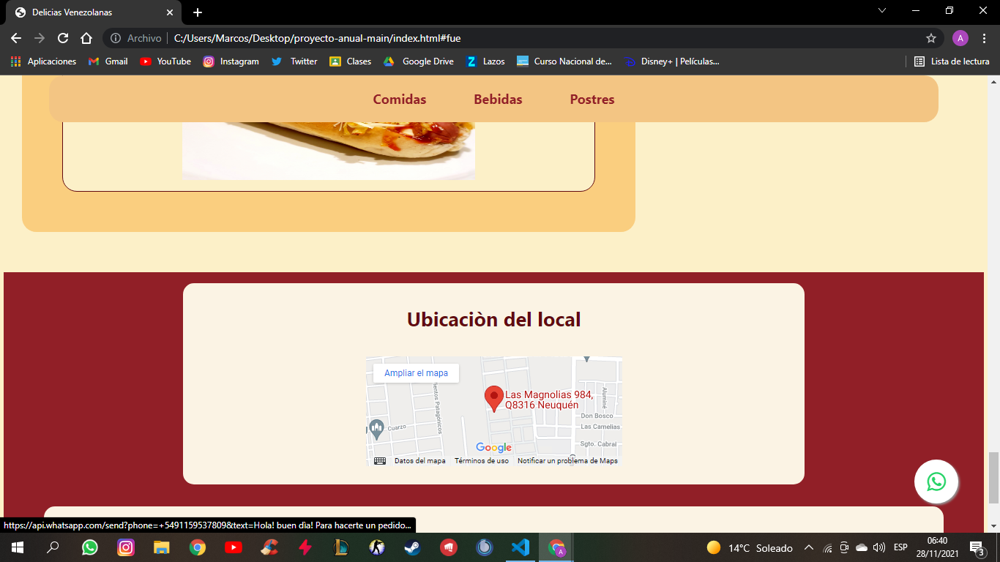 Delicias Venezolanas
Archivo | C:/Users/Marcos/Desktop/proyecto-anual-main/index.html#fue
A
Aplicaciones Gmail YouTube Instagram Twitter Clases Google Drive Lazos Curso Nacional de... Disney+ | Películas... Lista de lectura
Comidas Bebidas Postres
Ubicaciòn del local
Ampliar el mapa
Las Magnolias 984,
Q8316 Neuquén
Aluminé
Don Bosco
Cuarzo
Las Camelias
Sgto. Cabral
Google
Datos del mapa Términos de uso Notificar un problema de Maps
https://api.whatsapp.com/send?phone=+5491159537809&text=Hola! buen dìa! Para hacerte un pedido...
14°C Soleado ESP 06:40
28/11/2021
3